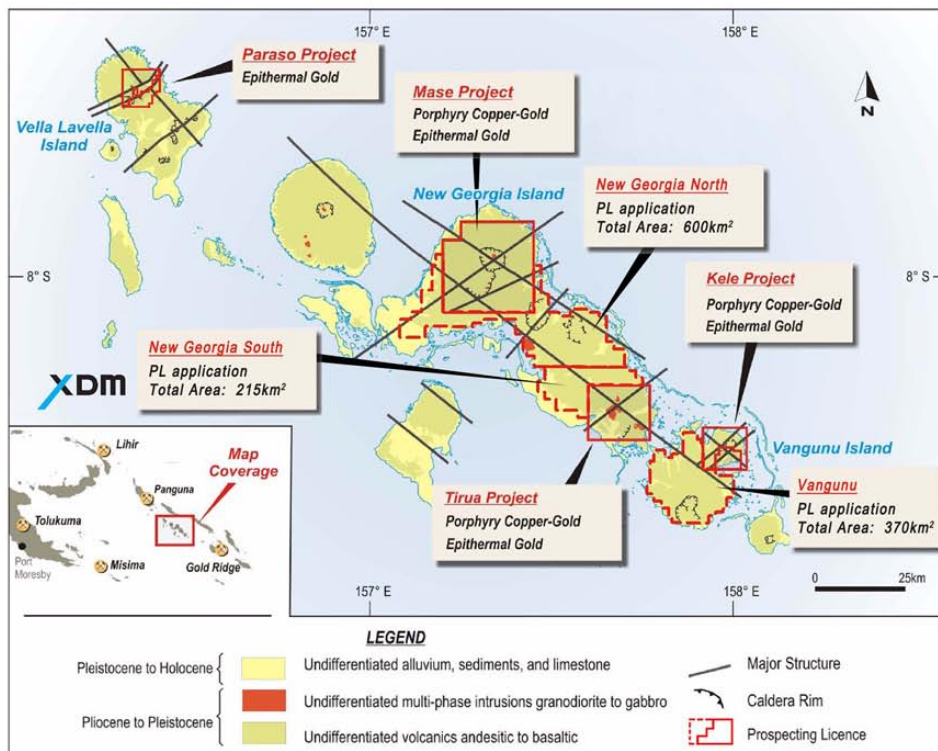 157° E
158° E
Paraso Project
Epithermal Gold
Vella Lavella
Island
Mase Project
Porphyry Copper-Gold
Epithermal Gold
N
New Georgia Island
New Georgia North
PL application
Total Area: 600km²
8° S
8° S
Kele Project
Porphyry Copper-Gold
Epithermal Gold
New Georgia South
PL application
Total Area: 215km²
XDM
Vangunu Island
Tirua Project
Porphyry Copper-Gold
Epithermal Gold
Vangunu
PL application
Total Area: 370km²
Lihir
Map
Coverage
Panguna
Tolukuma
Port
Moresby
Misima
Gold Ridge
0
25km
157° E
158° E
LEGEND
Pleistocene to Holocene
Undifferentiated alluvium, sediments, and limestone
Pliocene to Pleistocene
Undifferentiated multi-phase intrusions granodiorite to gabbro
Undifferentiated volcanics andesitic to basaltic
Major Structure
Caldera Rim
Prospecting Licence